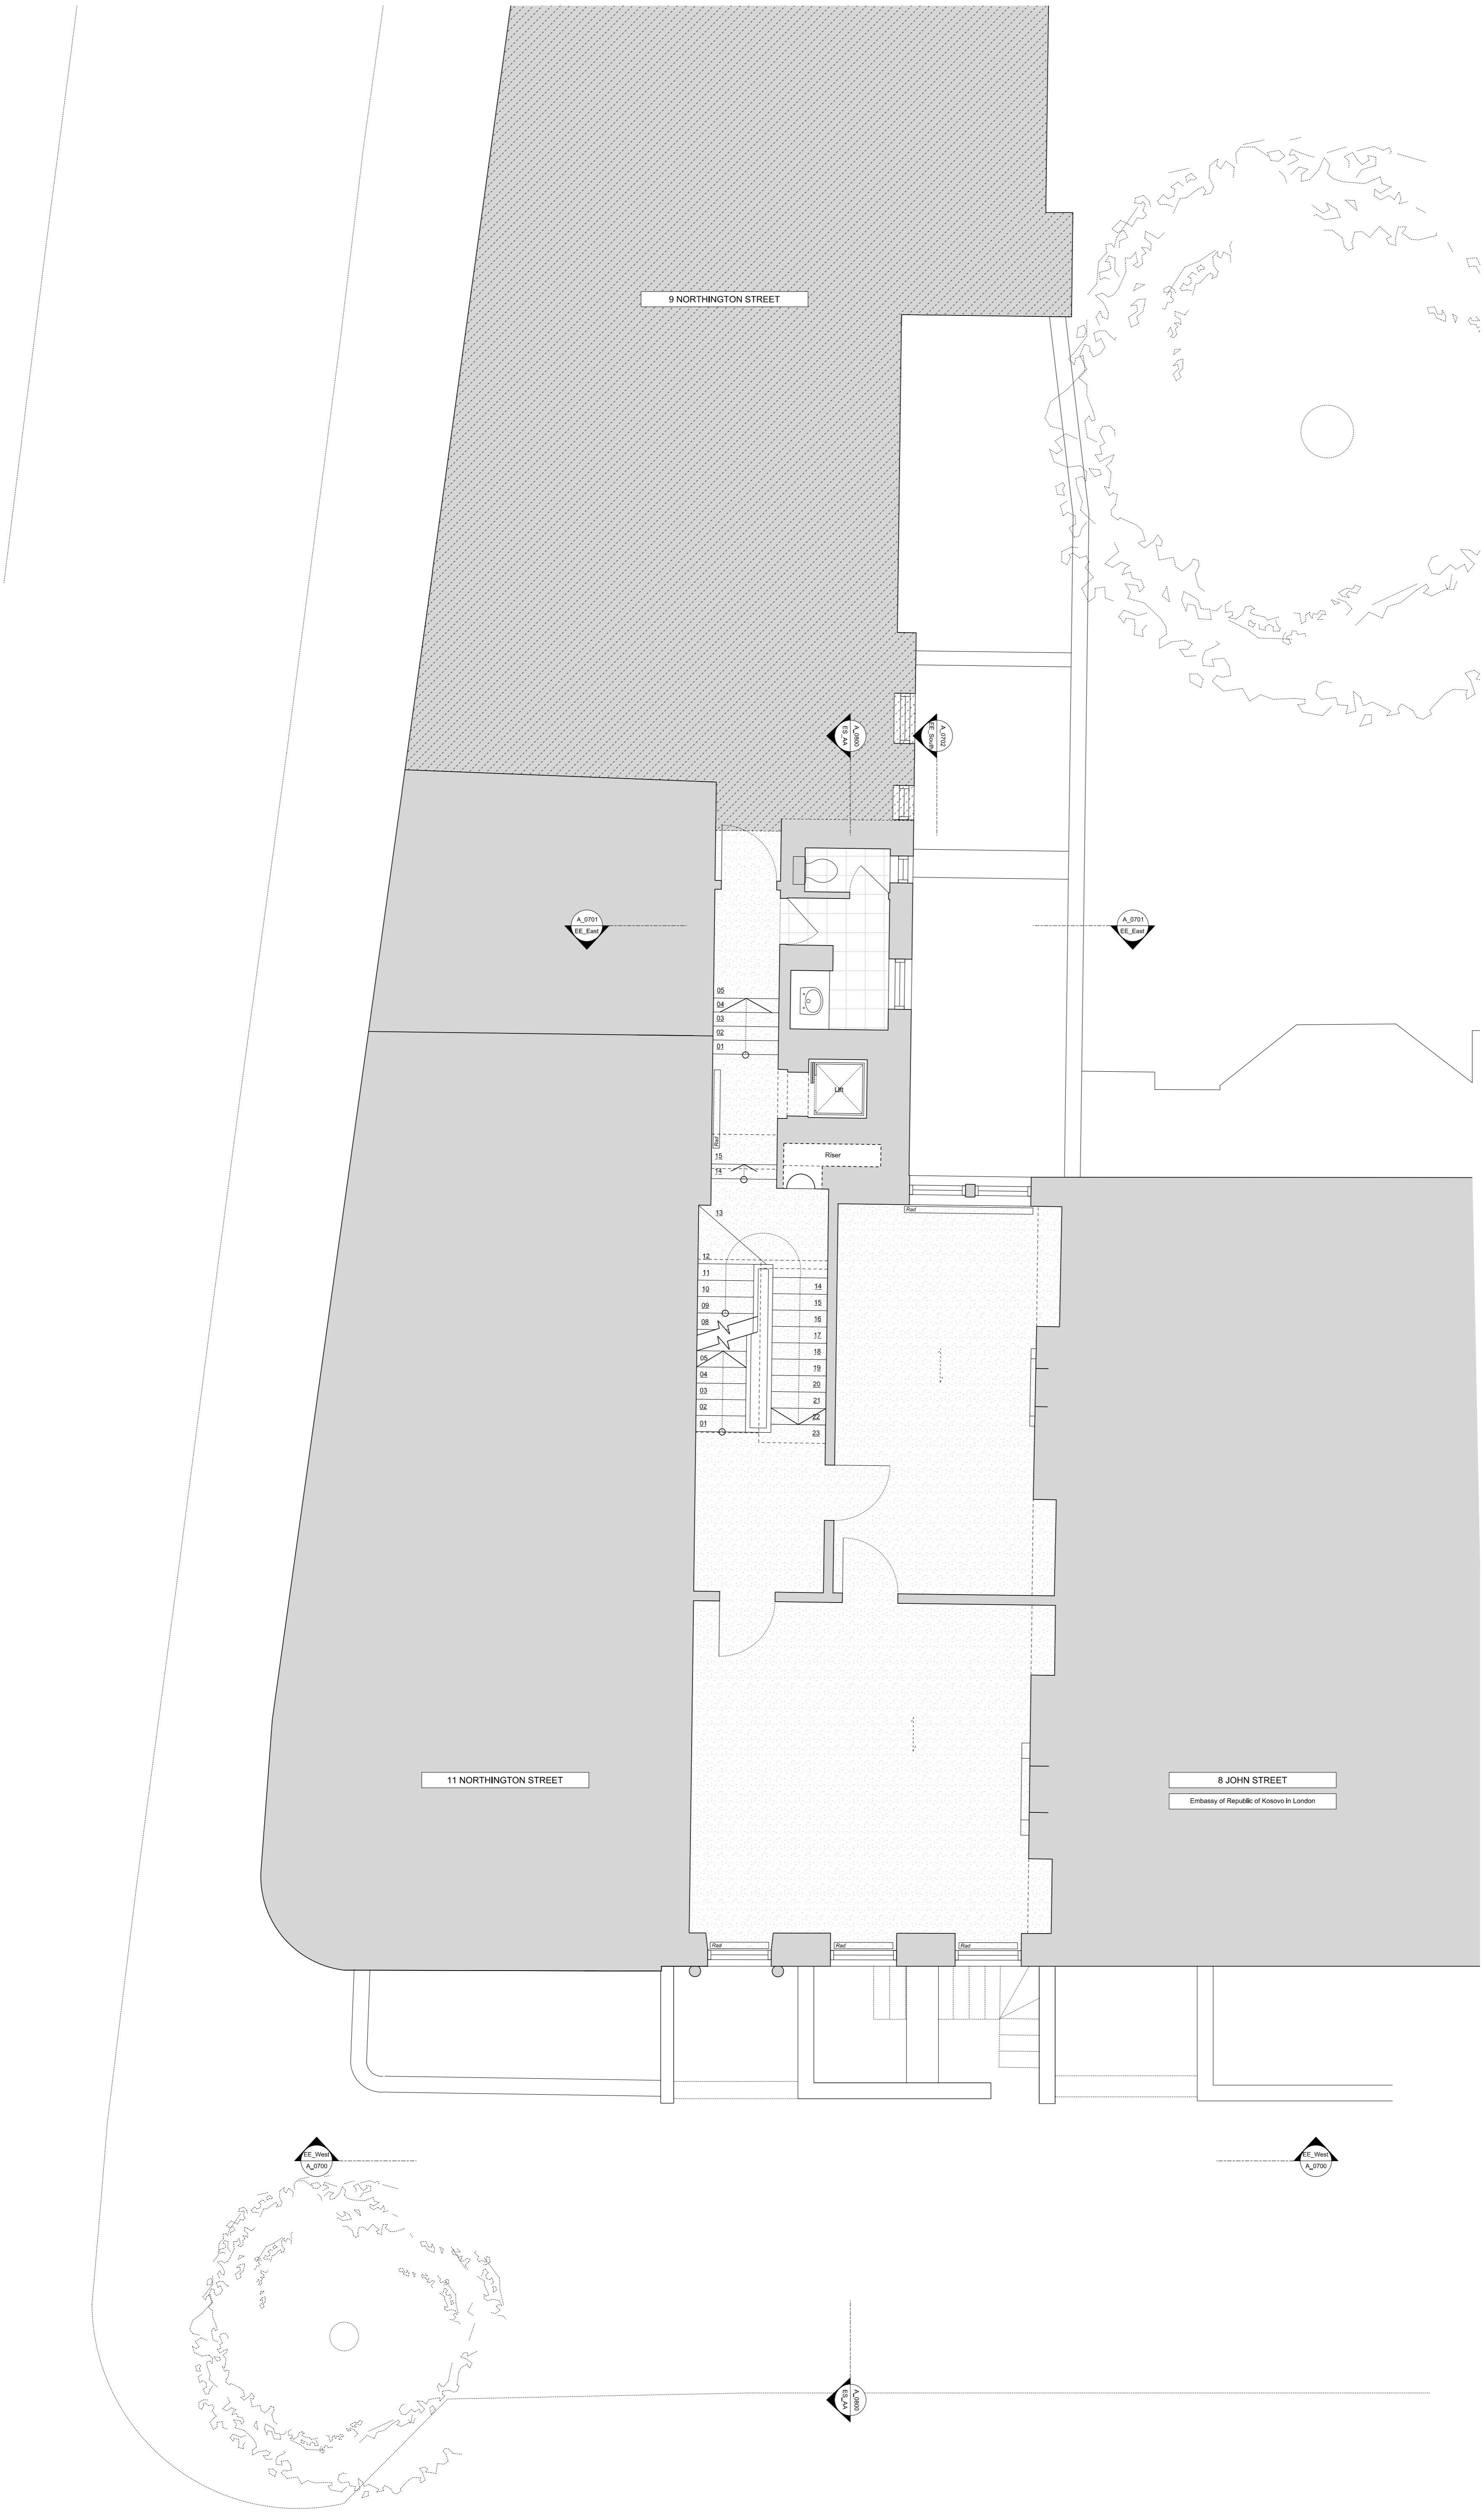 9 NORTHINGTON STREET
A_0800
ES_AA
A_0702
EE_South
A_0701
EE_East
A_0701
EE_East
05
04
03
02
01
Lift
Rad
Riser
15
14
13
Rad
12
11
10
09
08
05
04
03
02
01
14
15
16
17
18
19
20
21
22
23
11 NORTHINGTON STREET
8 JOHN STREET
Embassy of Republic of Kosovo in London
Rad
Rad
Rad
EE_West
A_0700
EE_West
A_0700
A_0800
ES_AA